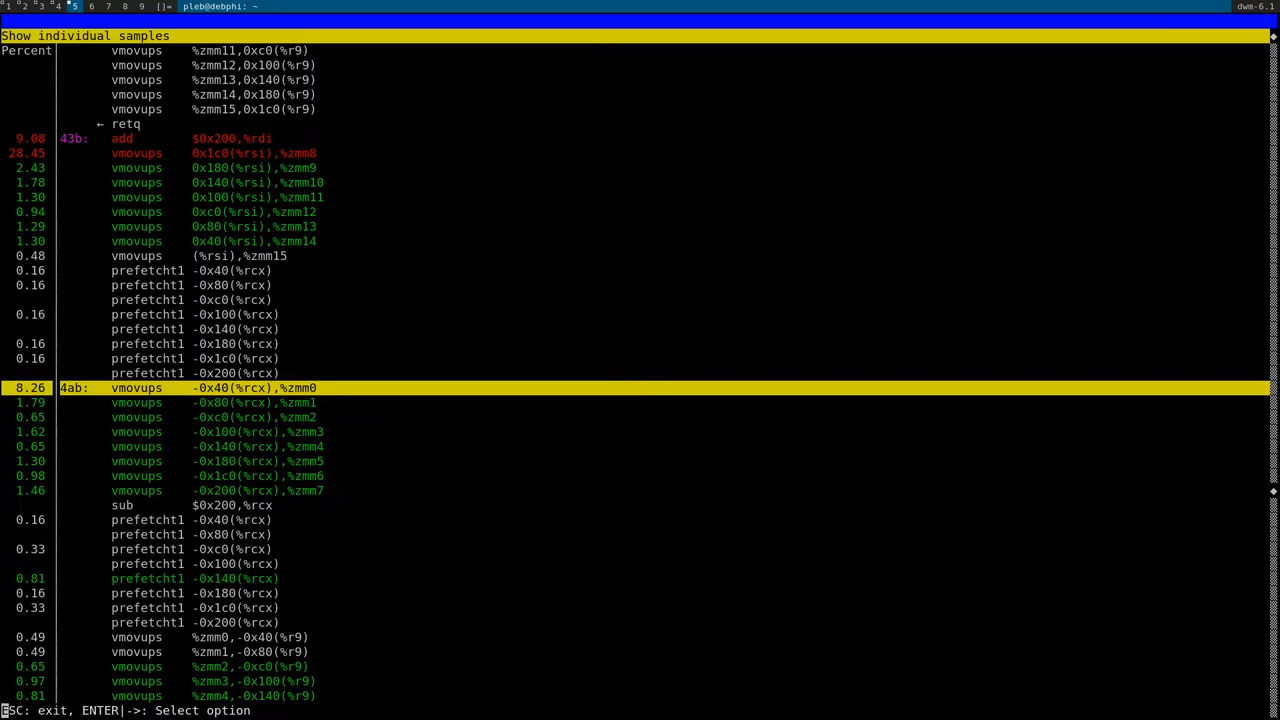 1 2 3 4 5 6 7 8 9 []= pleb@debphi: ~ dwm-6.1
Show individual samples
Percent│ vmovups %zmm11,0xc0(%r9)
│ vmovups %zmm12,0x100(%r9)
│ vmovups %zmm13,0x140(%r9)
│ vmovups %zmm14,0x180(%r9)
│ vmovups %zmm15,0x1c0(%r9)
│ ← retq
9.08 │43b: add $0x200,%rdi
28.45 │ vmovups 0x1c0(%rsi),%zmm8
2.43 │ vmovups 0x180(%rsi),%zmm9
1.78 │ vmovups 0x140(%rsi),%zmm10
1.30 │ vmovups 0x100(%rsi),%zmm11
0.94 │ vmovups 0xc0(%rsi),%zmm12
1.29 │ vmovups 0x80(%rsi),%zmm13
1.30 │ vmovups 0x40(%rsi),%zmm14
0.48 │ vmovups (%rsi),%zmm15
0.16 │ prefetcht1 -0x40(%rcx)
0.16 │ prefetcht1 -0x80(%rcx)
│ prefetcht1 -0xc0(%rcx)
0.16 │ prefetcht1 -0x100(%rcx)
│ prefetcht1 -0x140(%rcx)
0.16 │ prefetcht1 -0x180(%rcx)
0.16 │ prefetcht1 -0x1c0(%rcx)
│ prefetcht1 -0x200(%rcx)
8.26 │4ab: vmovups -0x40(%rcx),%zmm0
1.79 │ vmovups -0x80(%rcx),%zmm1
0.65 │ vmovups -0xc0(%rcx),%zmm2
1.62 │ vmovups -0x100(%rcx),%zmm3
0.65 │ vmovups -0x140(%rcx),%zmm4
1.30 │ vmovups -0x180(%rcx),%zmm5
0.98 │ vmovups -0x1c0(%rcx),%zmm6
1.46 │ vmovups -0x200(%rcx),%zmm7
│ sub $0x200,%rcx
0.16 │ prefetcht1 -0x40(%rcx)
│ prefetcht1 -0x80(%rcx)
0.33 │ prefetcht1 -0xc0(%rcx)
│ prefetcht1 -0x100(%rcx)
0.81 │ prefetcht1 -0x140(%rcx)
0.16 │ prefetcht1 -0x180(%rcx)
0.33 │ prefetcht1 -0x1c0(%rcx)
│ prefetcht1 -0x200(%rcx)
0.49 │ vmovups %zmm0,-0x40(%r9)
0.49 │ vmovups %zmm1,-0x80(%r9)
0.65 │ vmovups %zmm2,-0xc0(%r9)
0.97 │ vmovups %zmm3,-0x100(%r9)
0.81 │ vmovups %zmm4,-0x140(%r9)
ESC: exit, ENTER|->: Select option